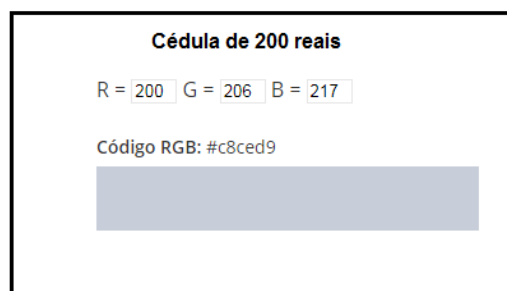 Cédula de 200 reais
R = 200 G = 206 B = 217
Código RGB: #c8ced9